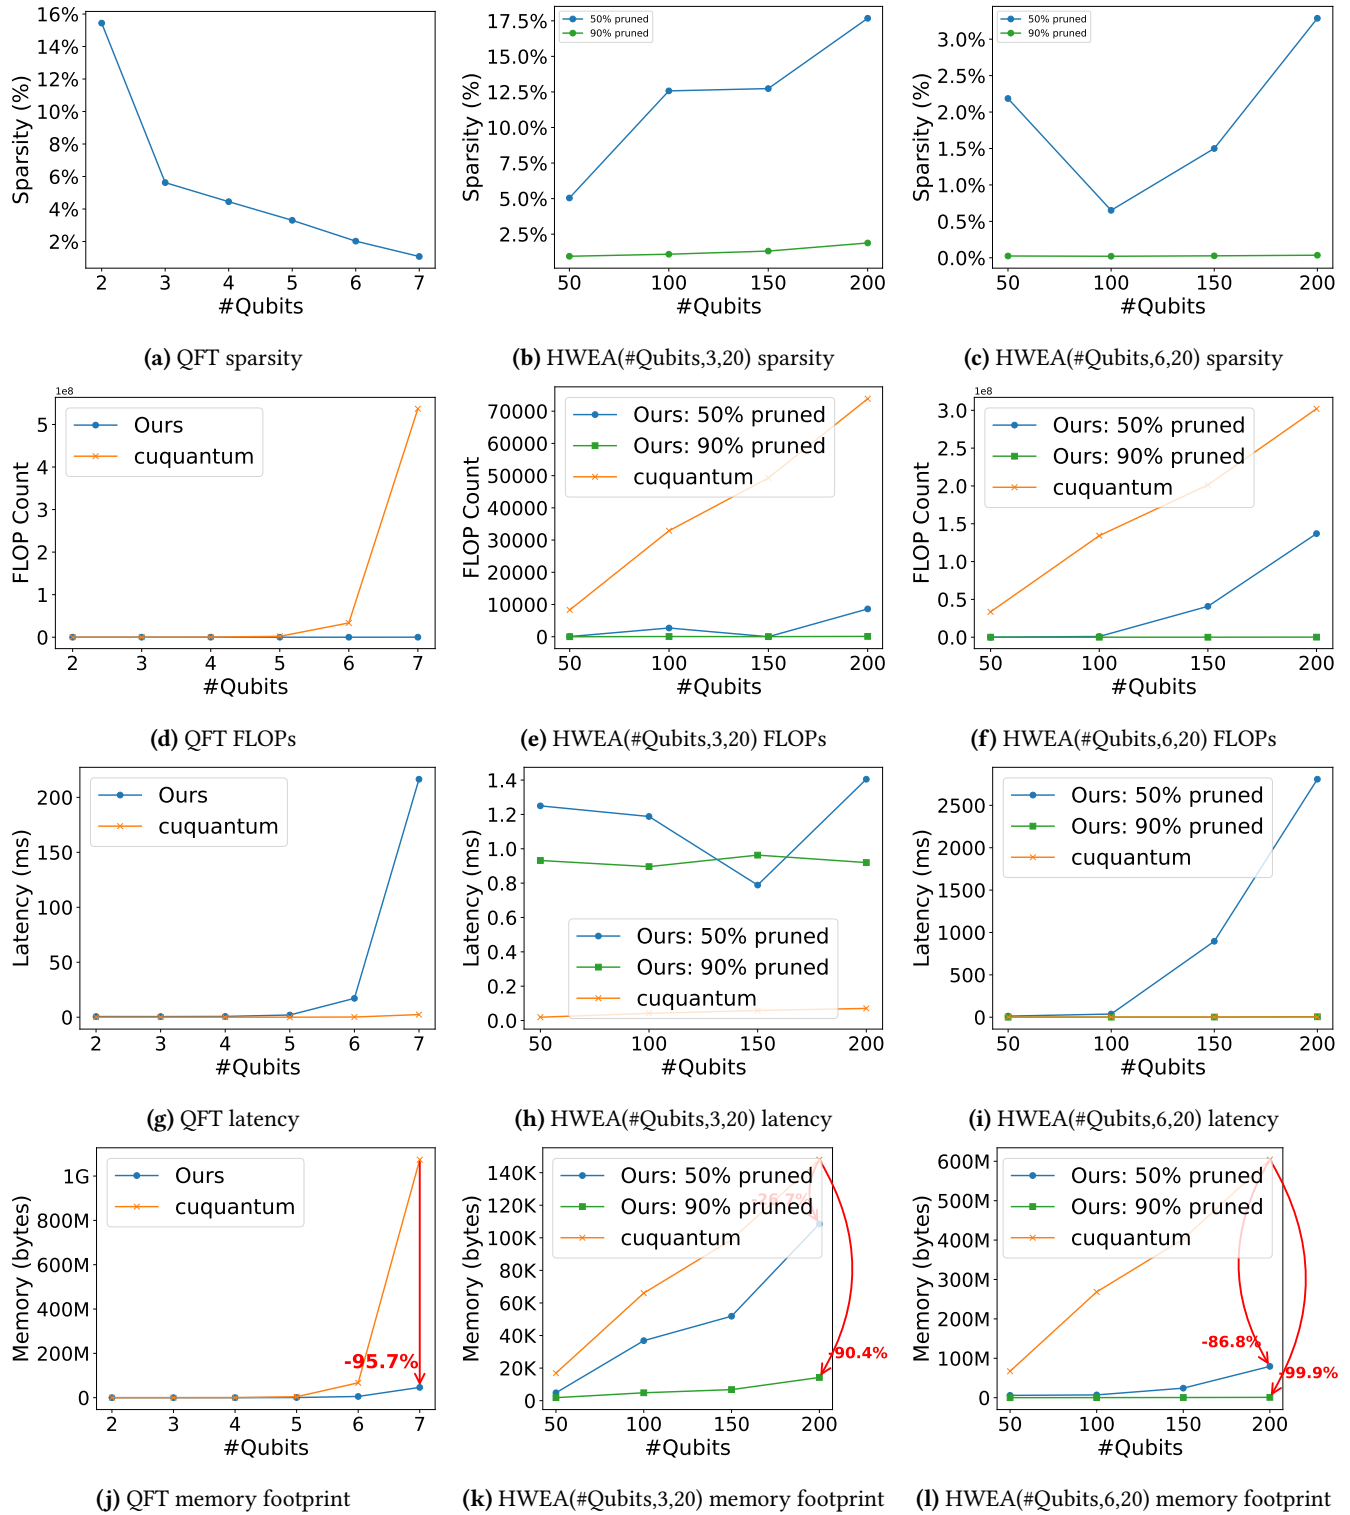 16%
14%
12%
10%
8%
6%
4%
2%
Sparsity (%)
2 3 4 5 6 7
#Qubits
(a) QFT sparsity
50% pruned
90% pruned
17.5%
15.0%
12.5%
10.0%
7.5%
5.0%
2.5%
Sparsity (%)
50 100 150 200
#Qubits
(b) HWEA(#Qubits,3,20) sparsity
50% pruned
90% pruned
3.0%
2.5%
2.0%
1.5%
1.0%
0.5%
0.0%
Sparsity (%)
50 100 150 200
#Qubits
(c) HWEA(#Qubits,6,20) sparsity
1e8
Ours
cuquantum
5
4
3
2
1
0
FLOP Count
2 3 4 5 6 7
#Qubits
(d) QFT FLOPs
Ours: 50% pruned
Ours: 90% pruned
cuquantum
70000
60000
50000
40000
30000
20000
10000
0
FLOP Count
50 100 150 200
#Qubits
(e) HWEA(#Qubits,3,20) FLOPs
1e8
Ours: 50% pruned
Ours: 90% pruned
cuquantum
3.0
2.5
2.0
1.5
1.0
0.5
0.0
FLOP Count
50 100 150 200
#Qubits
(f) HWEA(#Qubits,6,20) FLOPs
Ours
cuquantum
200
150
100
50
0
Latency (ms)
2 3 4 5 6 7
#Qubits
(g) QFT latency
1.4
1.2
1.0
0.8
0.6
0.4
0.2
0.0
Latency (ms)
Ours: 50% pruned
Ours: 90% pruned
cuquantum
50 100 150 200
#Qubits
(h) HWEA(#Qubits,3,20) latency
Ours: 50% pruned
Ours: 90% pruned
cuquantum
2500
2000
1500
1000
500
0
Latency (ms)
50 100 150 200
#Qubits
(i) HWEA(#Qubits,6,20) latency
Ours
cuquantum
1G
800M
600M
400M
200M
0
Memory (bytes)
-95.7%
2 3 4 5 6 7
#Qubits
(j) QFT memory footprint
Ours: 50% pruned
Ours: 90% pruned
cuquantum
140K
120K
100K
80K
60K
40K
20K
0
Memory (bytes)
-26.7%
-90.4%
50 100 150 200
#Qubits
(k) HWEA(#Qubits,3,20) memory footprint
Ours: 50% pruned
Ours: 90% pruned
cuquantum
600M
500M
400M
300M
200M
100M
0
Memory (bytes)
-86.8%
-99.9%
50 100 150 200
#Qubits
(l) HWEA(#Qubits,6,20) memory footprint